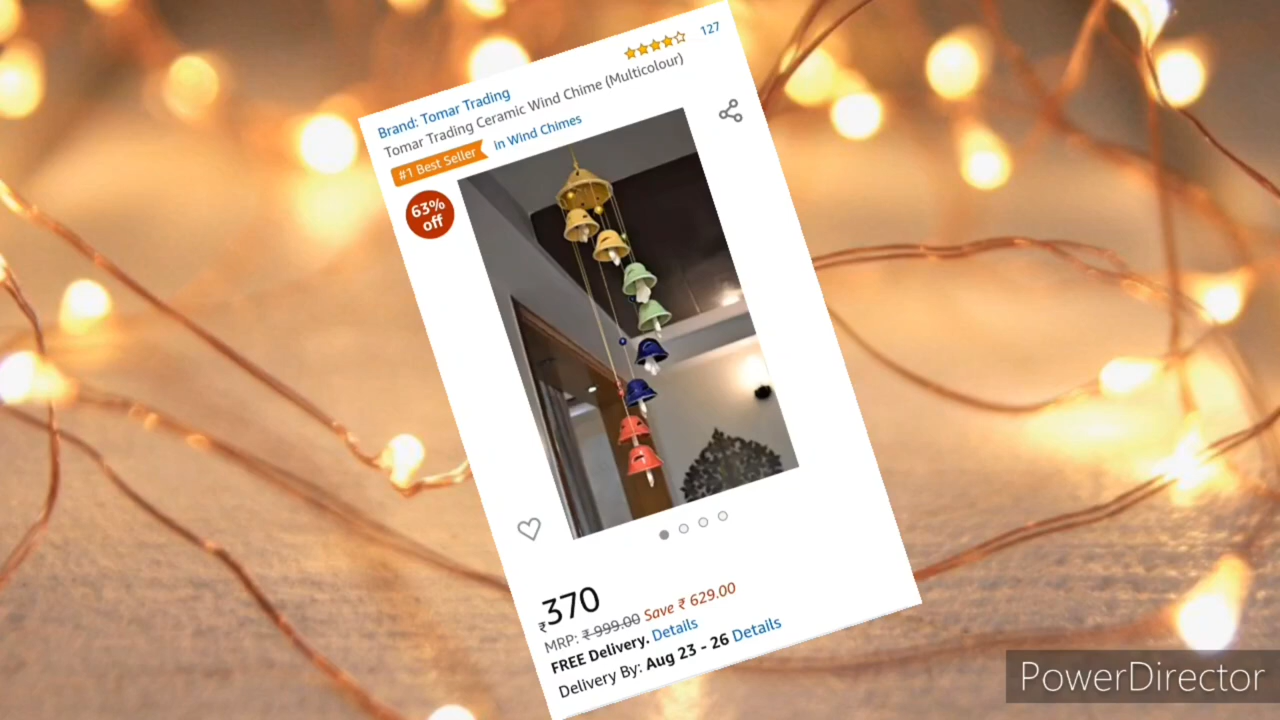 127
Brand: Tomar Trading
Tomar Trading Ceramic Wind Chime (Multicolour)
#1 Best Seller in Wind Chimes
63%
off
₹370
MRP: ₹ 999.00 Save ₹ 629.00
FREE Delivery. Details
Delivery By: Aug 23 - 26 Details
PowerDirector